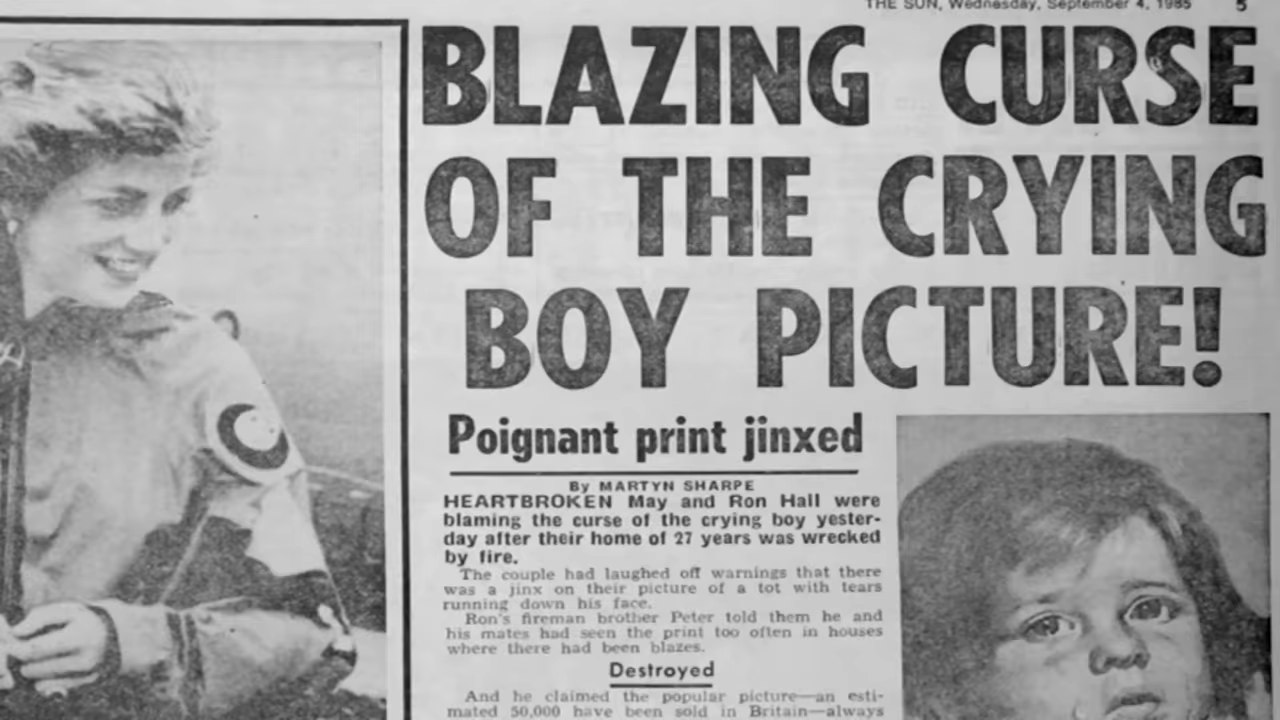 THE SUN, Wednesday, September 4, 1985 5
BLAZING CURSE
OF THE CRYING
BOY PICTURE!
Poignant print jinxed
By MARTYN SHARPE
HEARTBROKEN May and Ron Hall were
blaming the curse of the crying boy yester-
day after their home of 27 years was wrecked
by fire.
The couple had laughed off warnings that there
was a jinx on their picture of a tot with tears
running down his face.
Ron's fireman brother Peter told them he and
his mates had seen the print too often in houses
where there had been blazes.
Destroyed
And he claimed the popular picture—an esti-
mated 50,000 have been sold in Britain—always